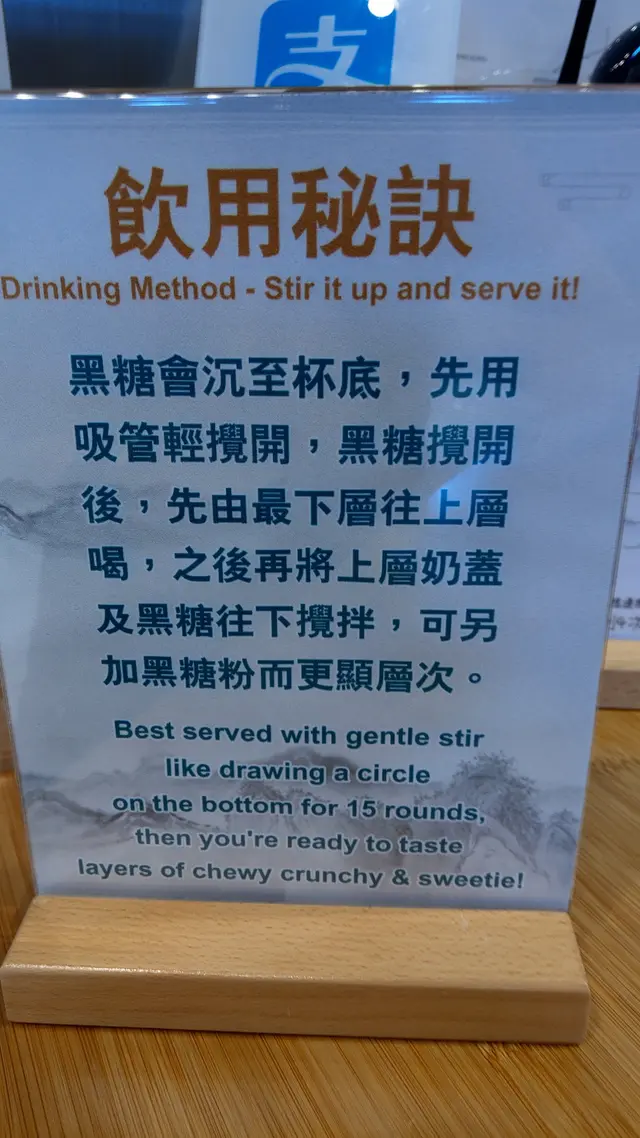 支
飲用秘訣
Drinking Method - Stir it up and serve it!
黑糖會沉至杯底，先用
吸管輕攪開，黑糖攪開
後，先由最下層往上層
喝，之後再將上層奶蓋
及黑糖往下攪拌，可另
加黑糖粉而更顯層次。
Best served with gentle stir
like drawing a circle
on the bottom for 15 rounds,
then you're ready to taste
layers of chewy crunchy & sweetie!